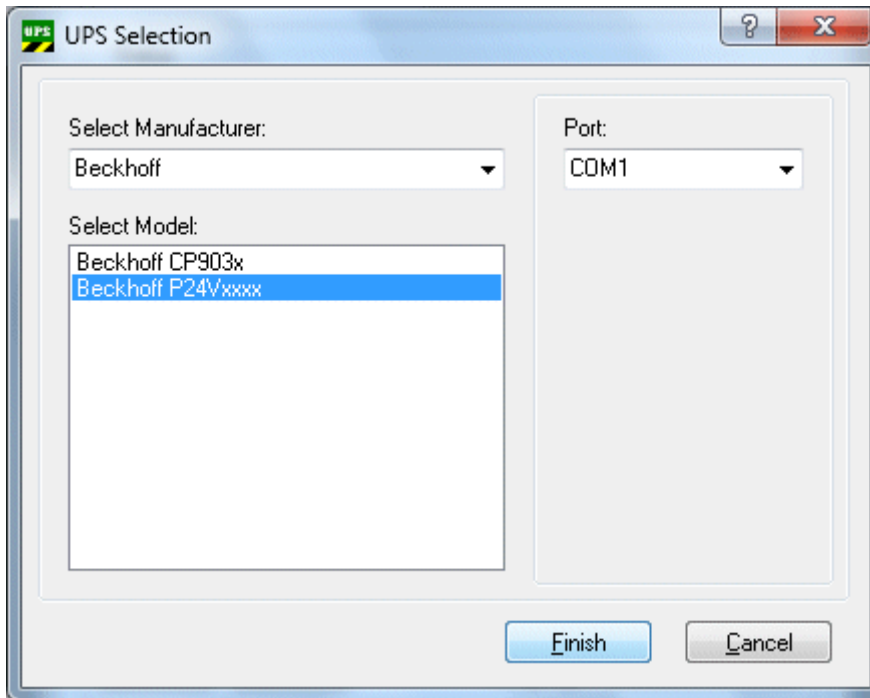 UPS UPS Selection
?
Select Manufacturer:
Beckhoff
Port:
COM1
Select Model:
Beckhoff CP903x
Beckhoff P24Vxxxx
Finish
Cancel